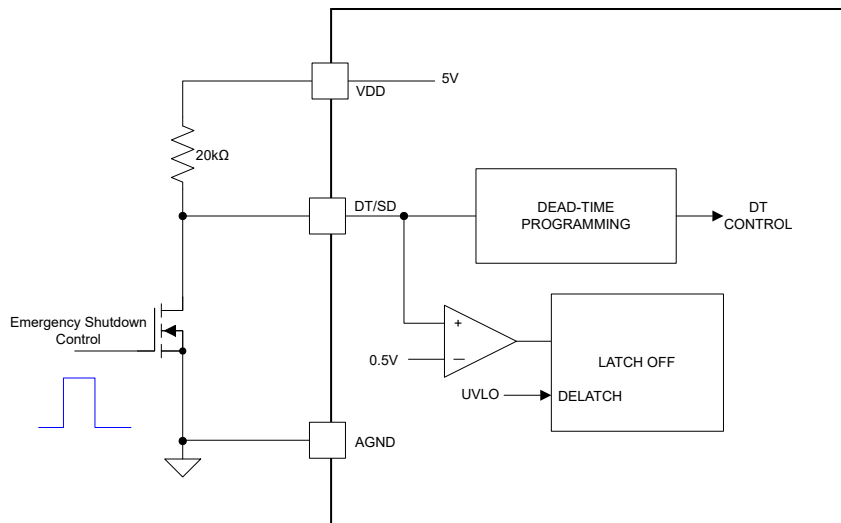 VDD
5V
20kΩ
DT/SD
DEAD-TIME
PROGRAMMING
DT
CONTROL
Emergency Shutdown
Control
+
0.5V
—
LATCH OFF
UVLO
DELATCH
AGND